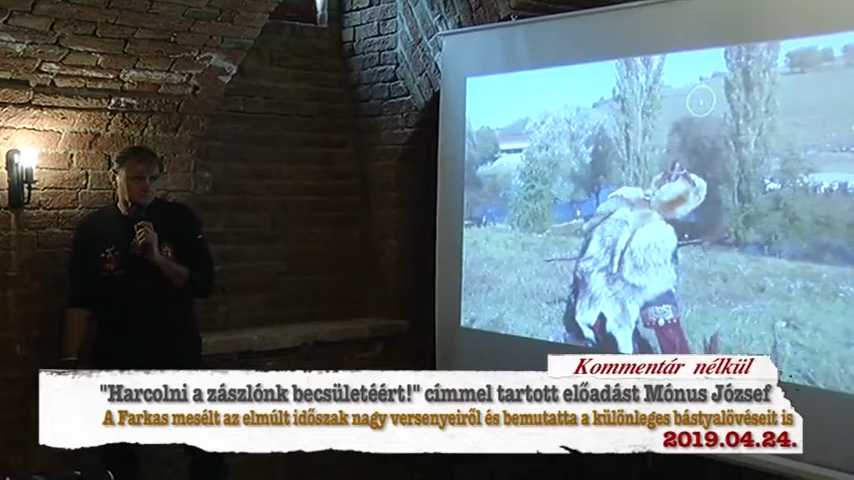 Kommentár nélkül
"Harcolni a zászlónk becsületéért!" címmel tartott előadást Mónus József
A Farkas mesélt az elmúlt időszak nagy versenyeiről és bemutatta a különleges bástyalövéseit is
2019.04.24.